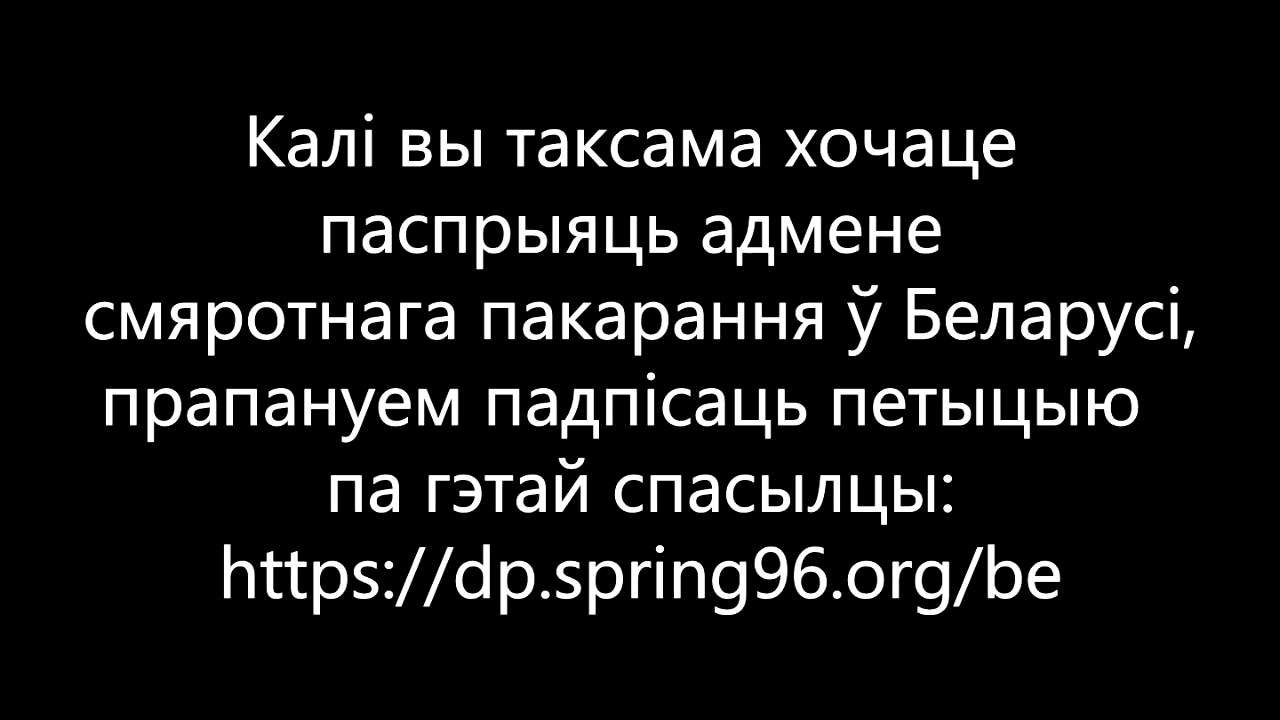 Калі вы таксама хочаце
паспрыяць адмене
смяротнага пакарання ў Беларусі,
прапануем падпісаць петыцыю
па гэтай спасылцы:
https://dp.spring96.org/be